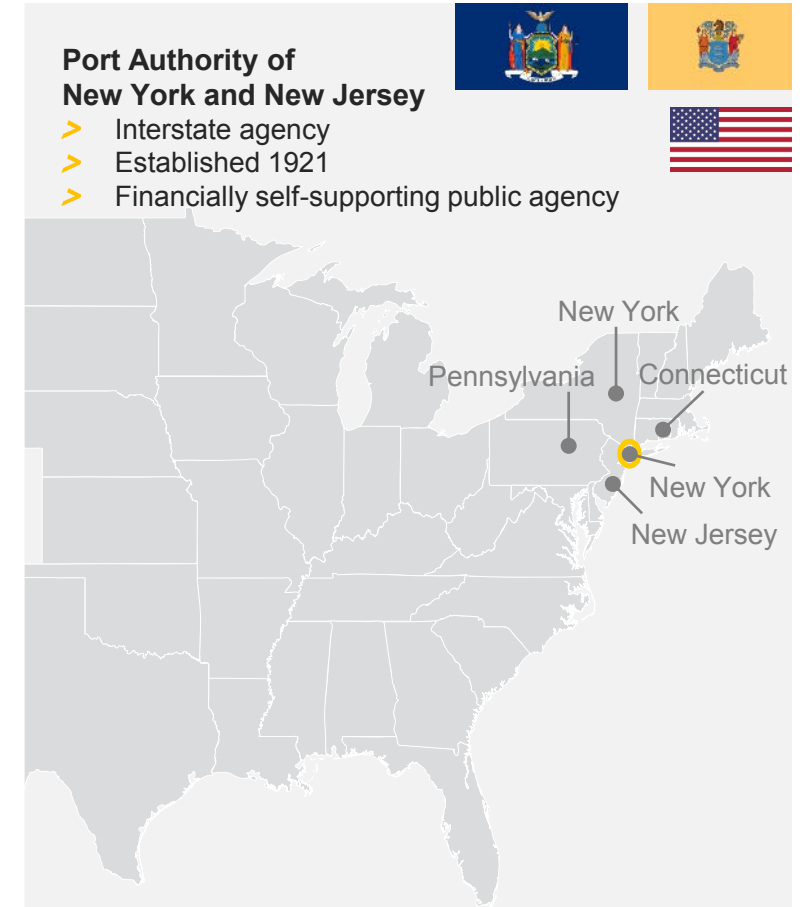 Port Authority of
New York and New Jersey
> Interstate agency
> Established 1921
> Financially self-supporting public agency
New York
Pennsylvania
Connecticut
New York
New Jersey